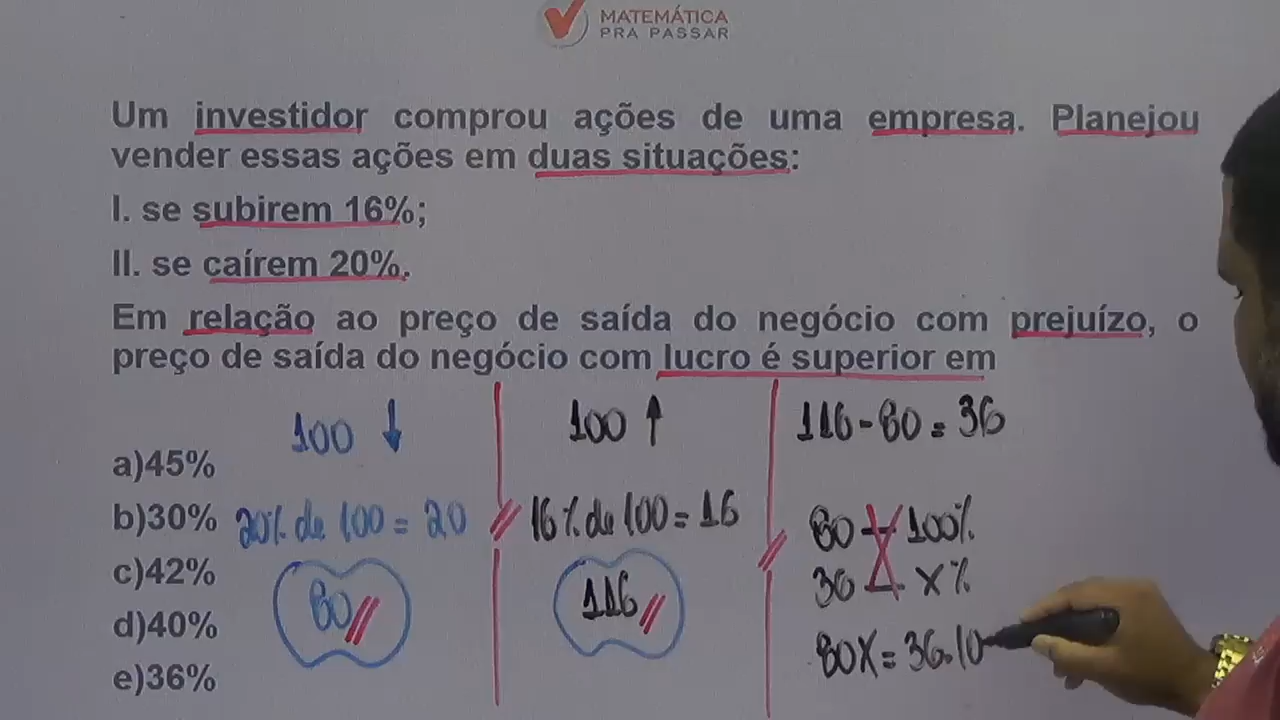 MATEMÁTICA
PRA PASSAR
Um investidor comprou ações de uma empresa. Planejou
vender essas ações em duas situações:
I. se subirem 16%;
II. se caírem 20%.
Em relação ao preço de saída do negócio com prejuízo, o
preço de saída do negócio com lucro é superior em
a)45%
b)30%
c)42%
d)40%
e)36%
100 ↓
20% de 100 = 20
80
100 ↑
16% de 100 = 16
116
116 - 80 = 36
80 100%
36 x%
80x = 36.10